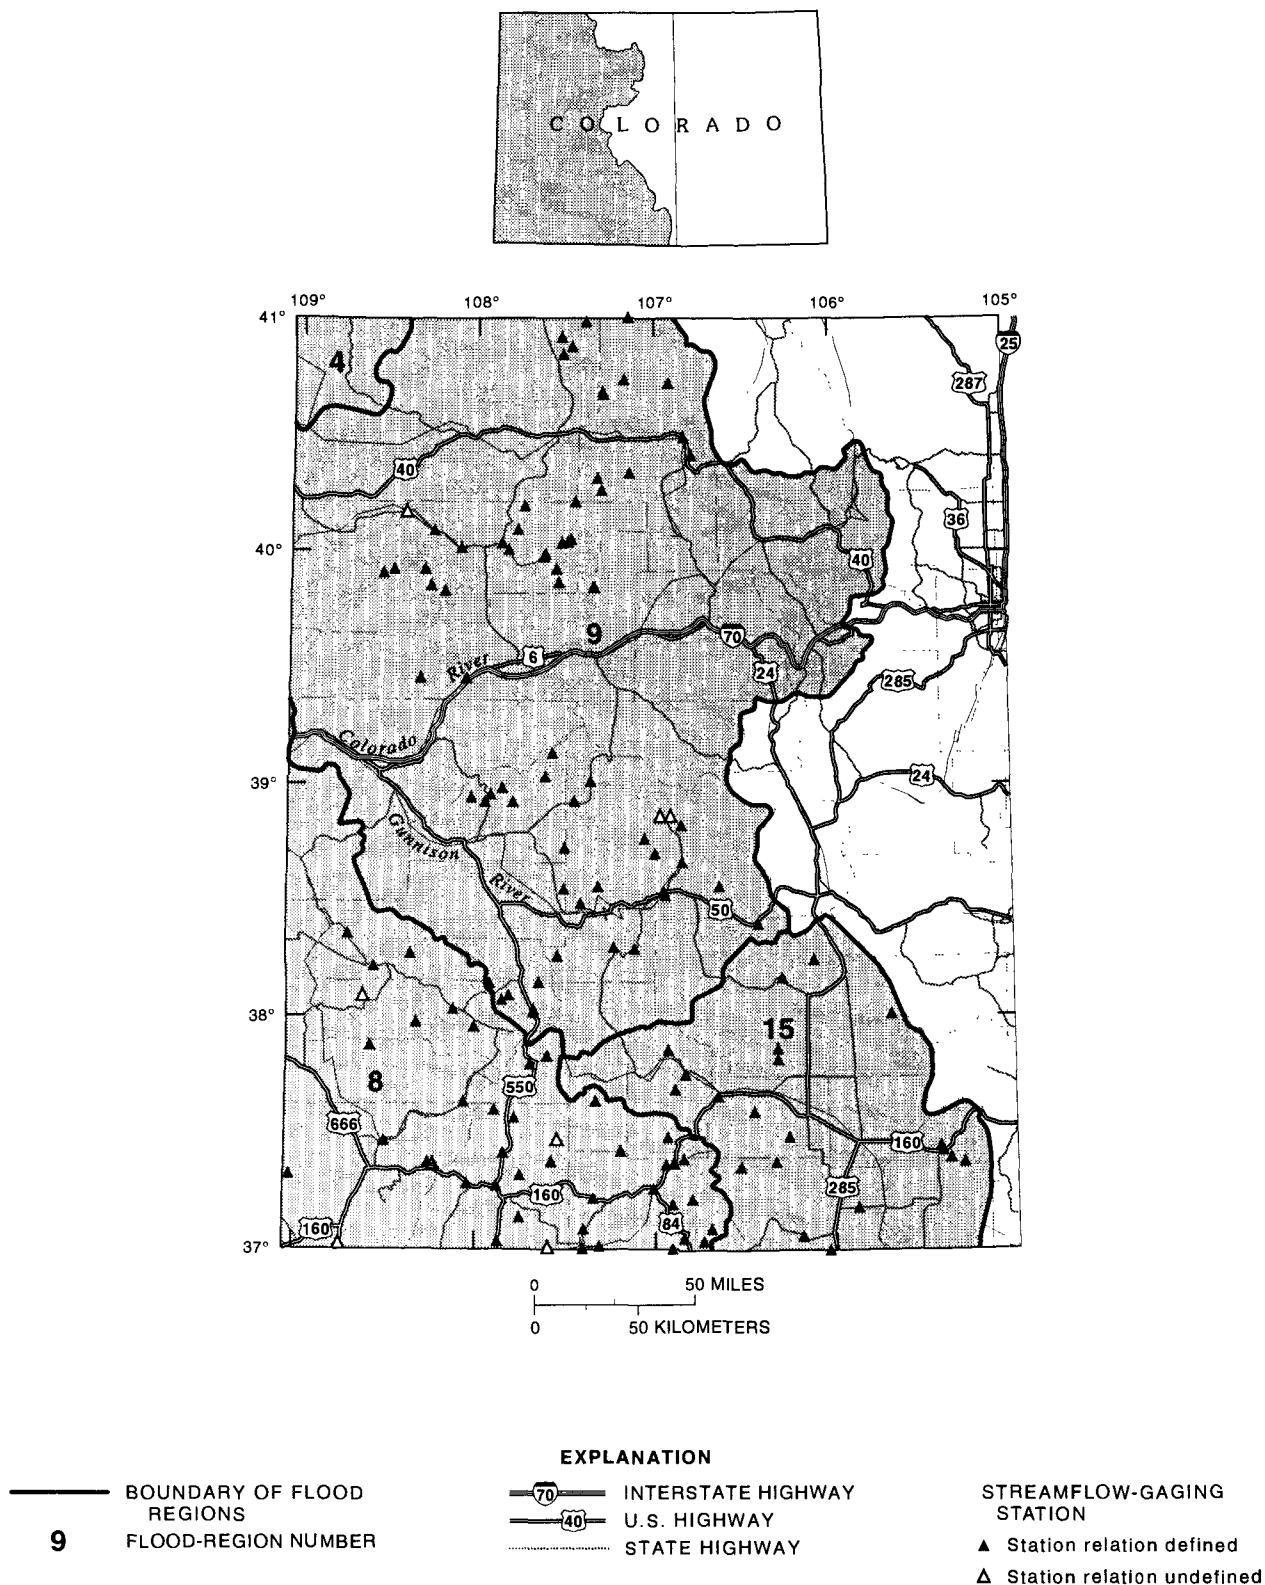 COLORADO
109° 108° 107° 106° 105°
41°
25
4
287
40
36
40°
40
9
70
6
River
24
285
Colorado
24
39°
Gunnison
River
50
38°
15
8
550
666
160
285
160
84
160
37°
0 50 MILES
0 50 KILOMETERS
EXPLANATION
BOUNDARY OF FLOOD
REGIONS
9 FLOOD-REGION NUMBER
70 INTERSTATE HIGHWAY
40 U.S. HIGHWAY
STATE HIGHWAY
STREAMFLOW-GAGING
STATION
Station relation defined
Station relation undefined